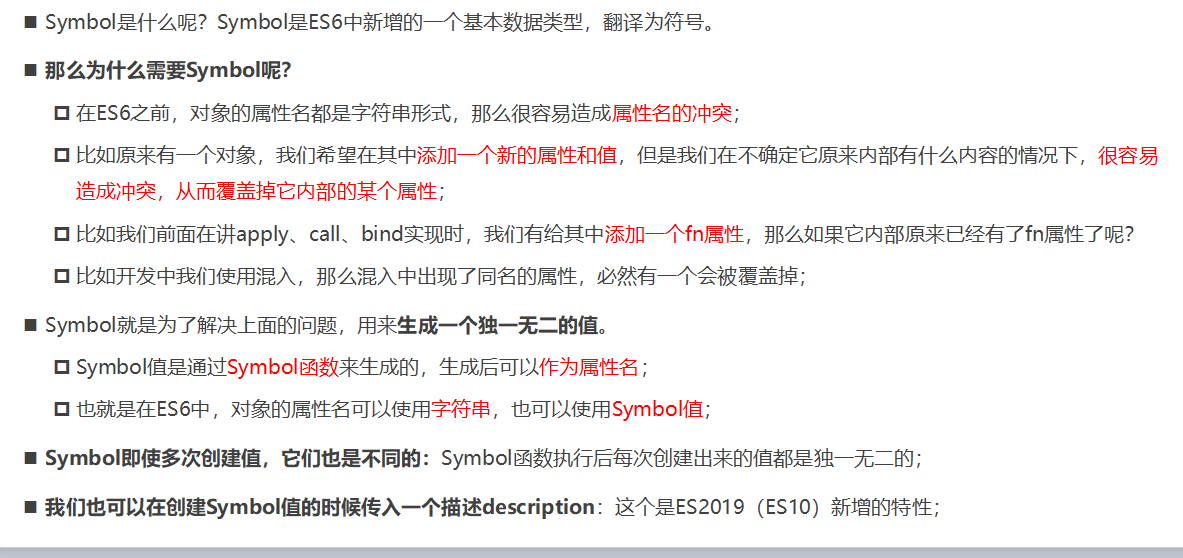 Symbol是什么呢？Symbol是ES6中新增的一个基本数据类型，翻译为符号。
那么为什么需要Symbol呢？
在ES6之前，对象的属性名都是字符串形式，那么很容易造成属性名的冲突；
比如原来有一个对象，我们希望在其中添加一个新的属性和值，但是我们在不确定它原来内部有什么内容的情况下，很容易
造成冲突，从而覆盖掉它内部的某个属性；
比如我们前面在讲apply、call、bind实现时，我们有给其中添加一个fn属性，那么如果它内部原来已经有了fn属性了呢？
比如开发中我们使用混入，那么混入中出现了同名的属性，必然有一个会被覆盖掉；
Symbol就是为了解决上面的问题，用来生成一个独一无二的值。
Symbol值是通过Symbol函数来生成的，生成后可以作为属性名；
也就是在ES6中，对象的属性名可以使用字符串，也可以使用Symbol值；
Symbol即使多次创建值，它们也是不同的：Symbol函数执行后每次创建出来的值都是独一无二的；
我们也可以在创建Symbol值的时候传入一个描述description：这个是ES2019（ES10）新增的特性；